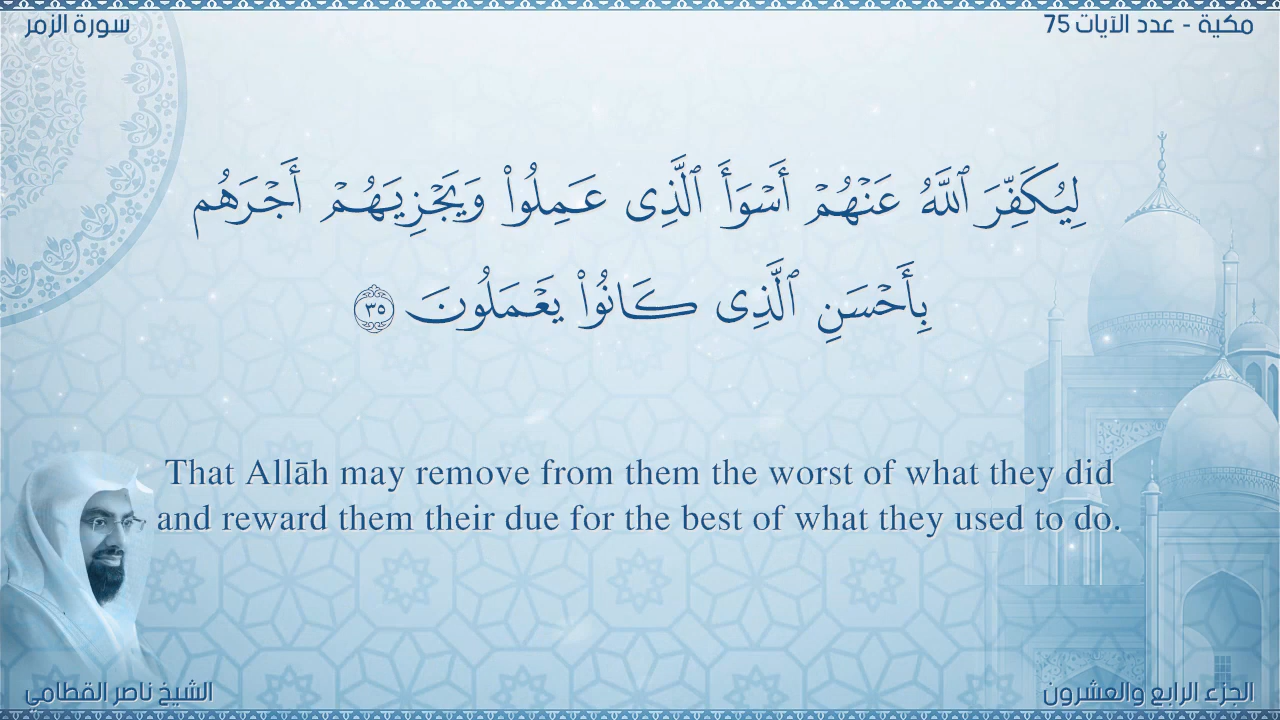 مكية - عدد الآيات 75
سورة الزمر
لِيُكَفِّرَ ٱللَّهُ عَنْهُمْ أَسْوَأَ ٱلَّذِى عَمِلُوا۟ وَيَجْزِيَهُمْ أَجْرَهُم
بِأَحْسَنِ ٱلَّذِى كَانُوا۟ يَعْمَلُونَ ٣٥
That Allāh may remove from them the worst of what they did
and reward them their due for the best of what they used to do.
الجزء الرابع والعشرون
الشيخ ناصر القطامي